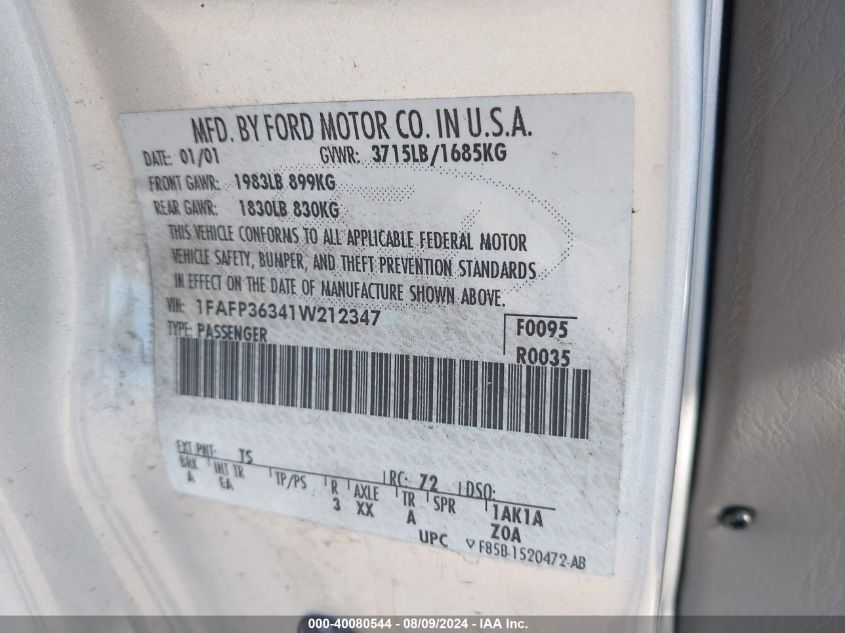 MFD. BY FORD MOTOR CO. IN U.S.A.
DATE: 01/01 GVWR: 3715LB/1685KG
FRONT GAWR: 1983LB 899KG
REAR GAWR: 1830LB 830KG
THIS VEHICLE CONFORMS TO ALL APPLICABLE FEDERAL MOTOR
VEHICLE SAFETY, BUMPER, AND THEFT PREVENTION STANDARDS
IN EFFECT ON THE DATE OF MANUFACTURE SHOWN ABOVE.
VIN: 1FAFP36341W212347
TYPE: PASSENGER
F0095
R0035
EXT PNT: TS RC: 72 DSO:
BRK INT TR TP/PS R AXLE TR SPR
A EA 3 XX A 1AK1A
Z0A
UPC ▽F85B-1520472-AB
000-40080544 - 08/09/2024 - IAAI.com